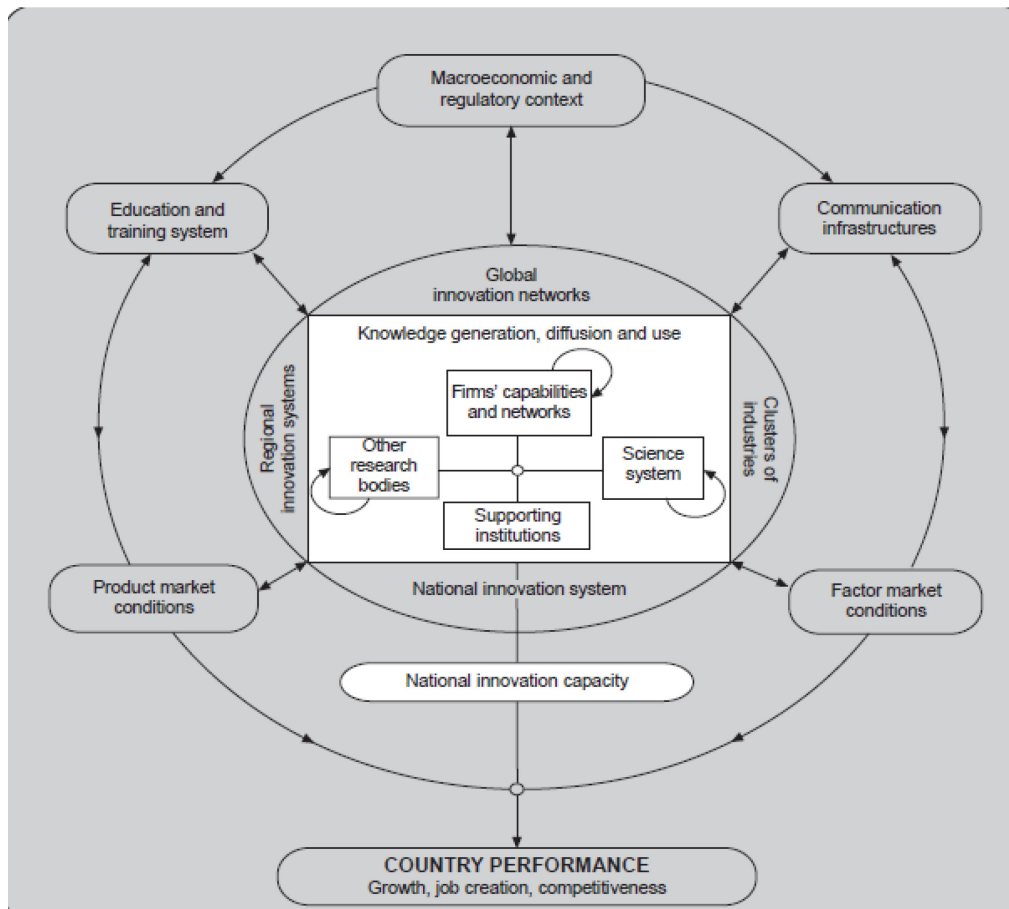 Macroeconomic and
regulatory context
Education and
training system
Communication
infrastructures
Global
innovation networks
Knowledge generation, diffusion and use
Firms' capabilities
and networks
Regional
innovation systems
Clusters of
industries
Other
research
bodies
Science
system
Supporting
institutions
Product market
conditions
National innovation system
Factor market
conditions
National innovation capacity
COUNTRY PERFORMANCE
Growth, job creation, competitiveness